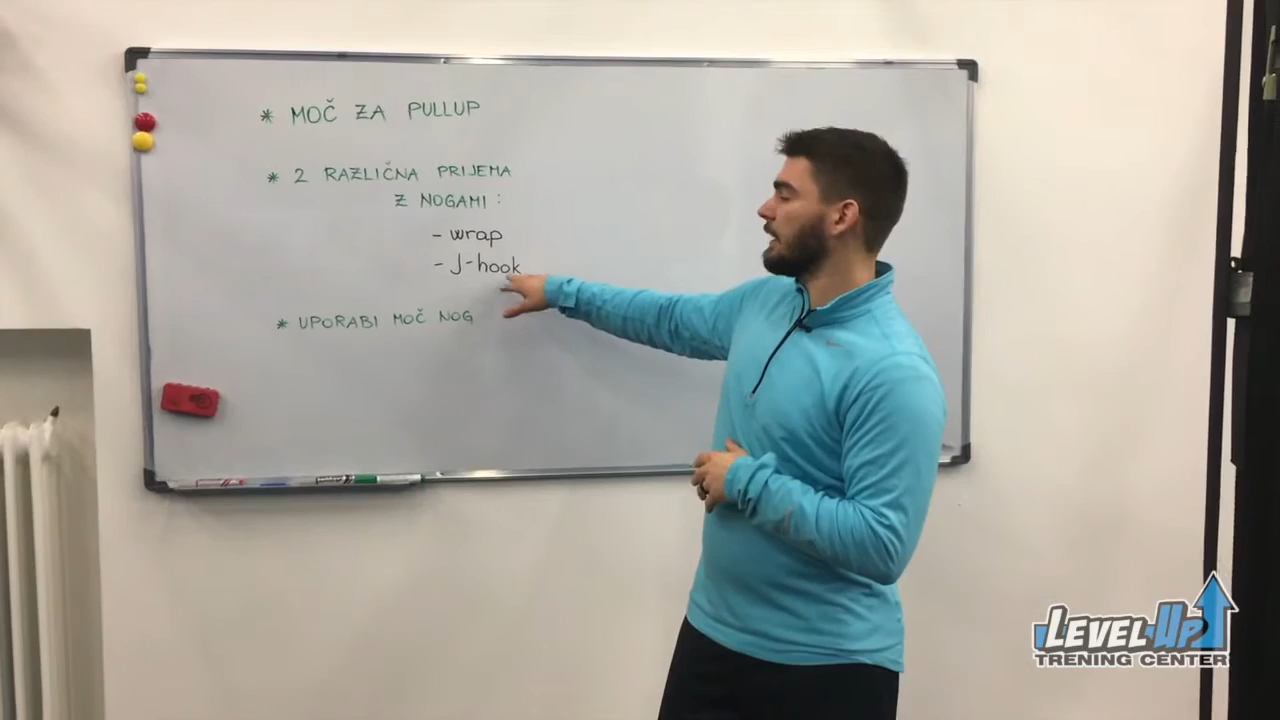 * MOČ ZA PULLUP
* 2 RAZLIČNA PRIJEMA
Z NOGAMI:
- wrap
- J-hook
* UPORABI MOČ NOG
LEVEL UP
TRENING CENTER